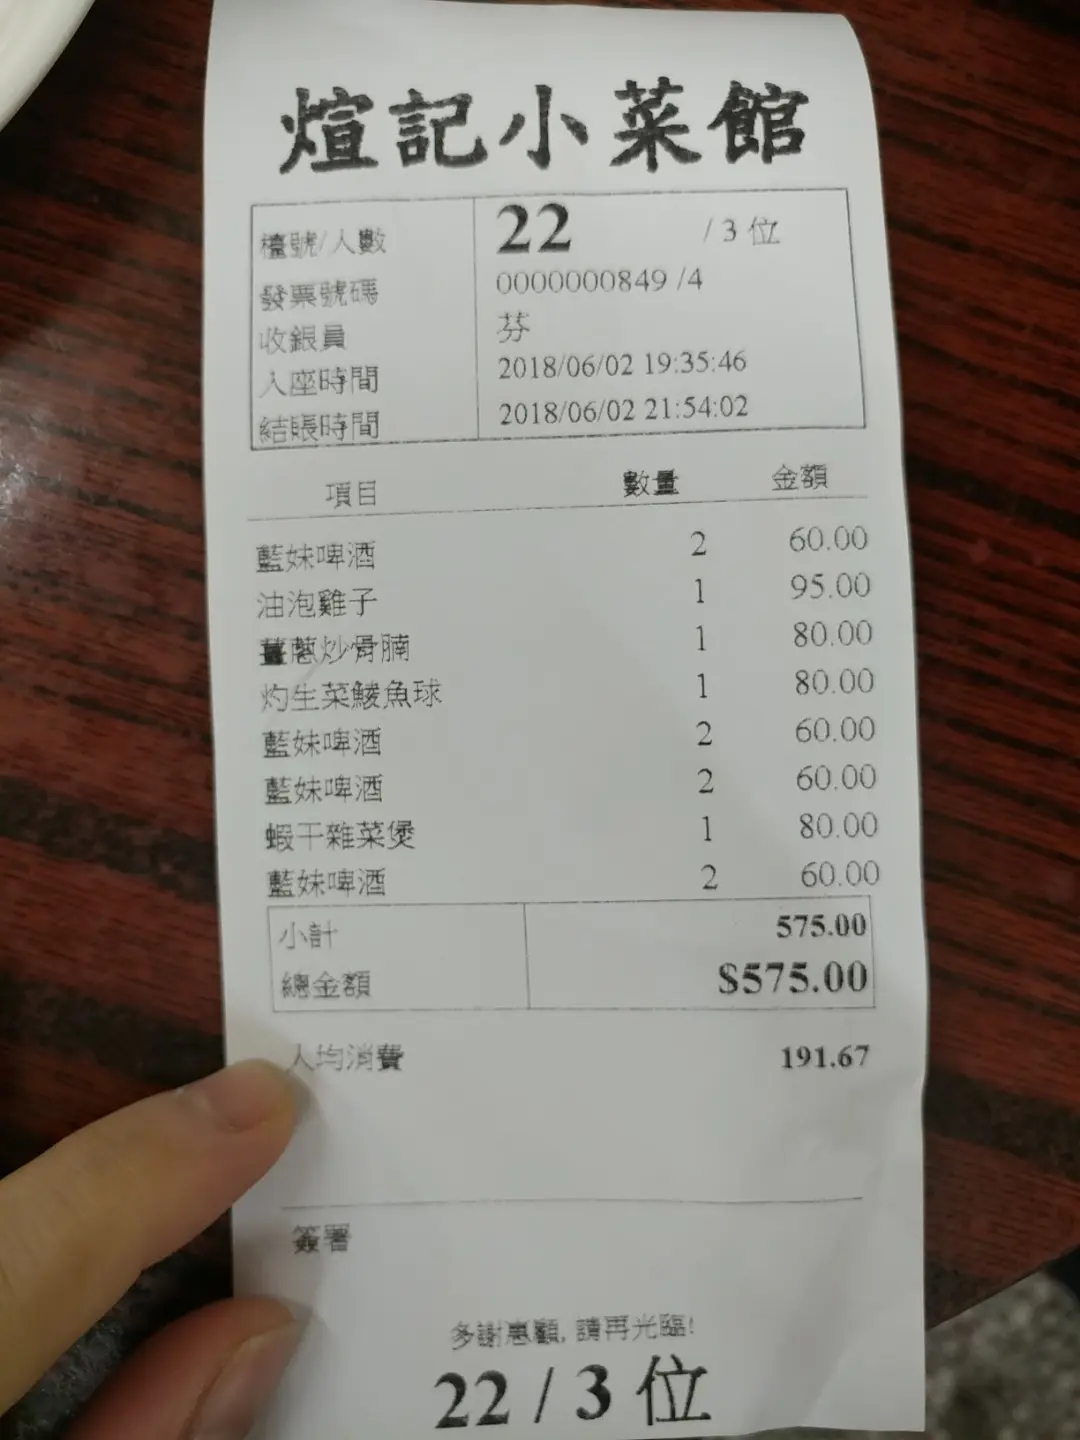 煊記小菜館
檯號/人數 22 / 3 位
發票號碼 0000000849 /4
收銀員 芬
入座時間 2018/06/02 19:35:46
結賬時間 2018/06/02 21:54:02
項目 數量 金額
藍妹啤酒 2 60.00
油泡雞子 1 95.00
薑蔥炒骨腩 1 80.00
灼生菜鯪魚球 1 80.00
藍妹啤酒 2 60.00
藍妹啤酒 2 60.00
蝦干雜菜煲 1 80.00
藍妹啤酒 2 60.00
小計 575.00
總金額 $575.00
人均消費 191.67
簽署
多謝惠顧, 請再光臨!
22 / 3 位